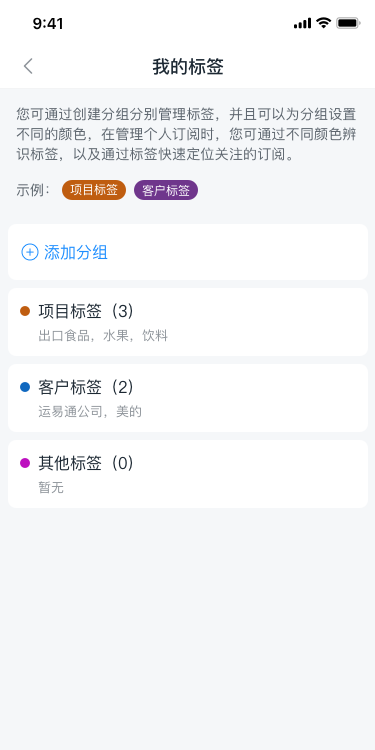 9:41
我的标签
您可通过创建分组分别管理标签，并且可以为分组设置
不同的颜色，在管理个人订阅时，您可通过不同颜色辨
识标签，以及通过标签快速定位关注的订阅。
示例： 项目标签 客户标签
添加分组
项目标签（3）
出口食品，水果，饮料
客户标签（2）
运易通公司，美的
其他标签（0）
暂无